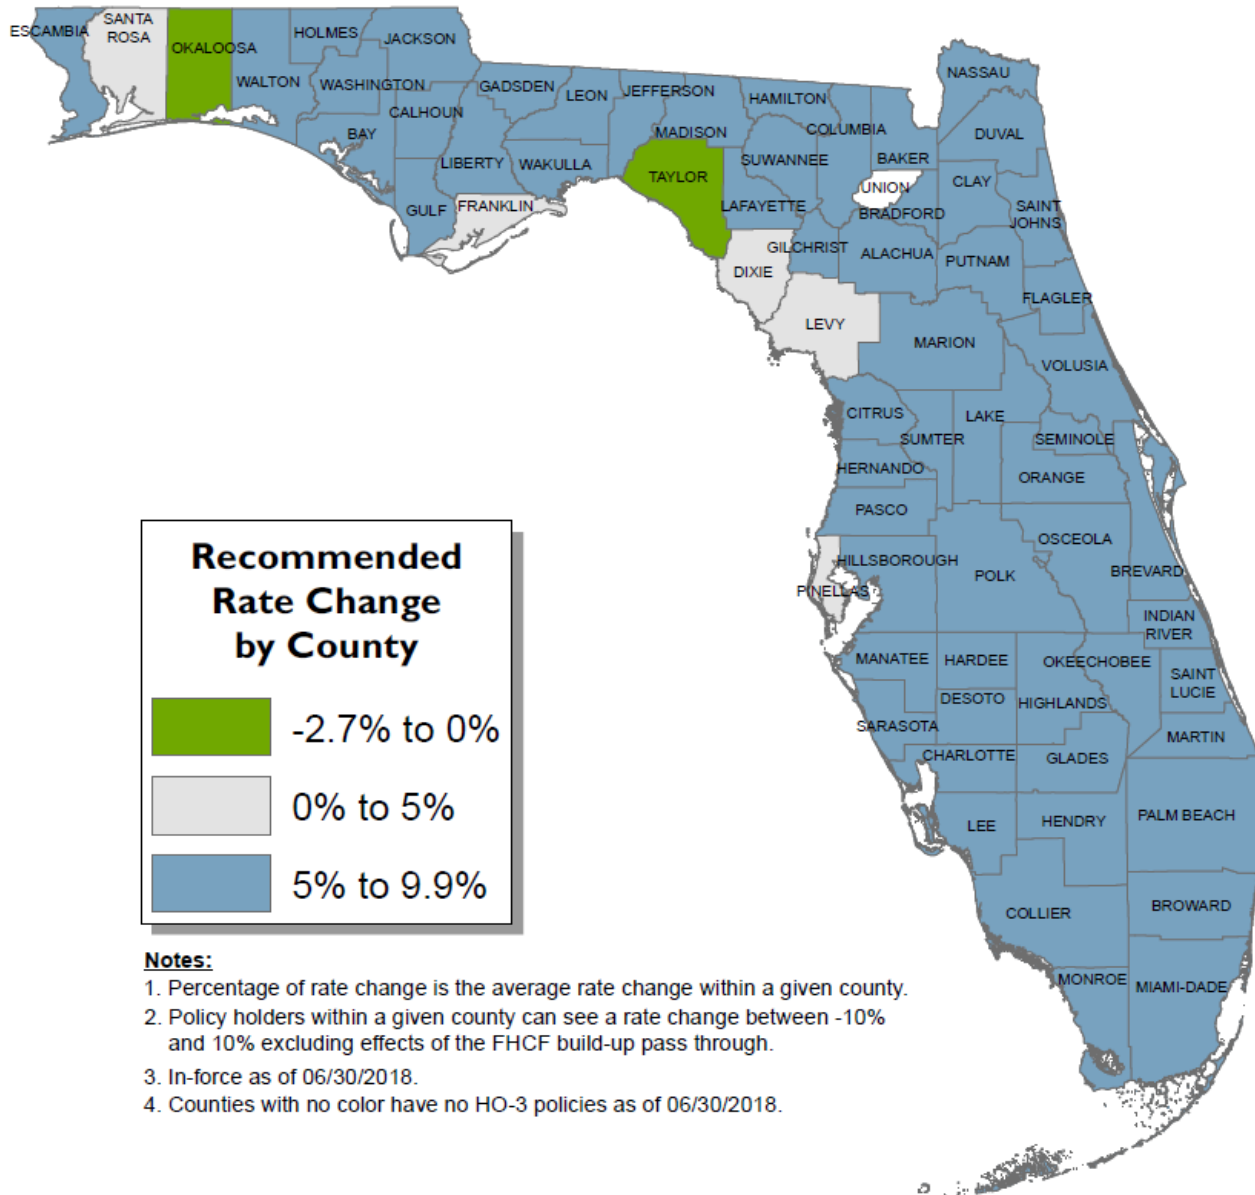 ESCAMBIA
SANTA
ROSA
OKALOOSA
HOLMES
JACKSON
WALTON
WASHINGTON
CALHOUN
GADSDEN
LEON
JEFFERSON
HAMILTON
NASSAU
DUVAL
BAY
LIBERTY
WAKULLA
MADISON
SUWANNEE
COLUMBIA
BAKER
TAYLOR
UNION
CLAY
GULF
FRANKLIN
LAFAYETTE
BRADFORD
SAINT
JOHNS
DIXIE
GILCHRIST
ALACHUA
PUTNAM
FLAGLER
LEVY
MARION
VOLUSIA
CITRUS
SUMTER
LAKE
SEMINOLE
HERNANDO
ORANGE
PASCO
OSCEOLA
HILLSBOROUGH
POLK
BREVARD
PINELLAS
INDIAN
RIVER
MANATEE
HARDEE
OKEECHOBEE
SAINT
LUCIE
DESOTO
HIGHLANDS
SARASOTA
MARTIN
CHARLOTTE
GLADES
LEE
HENDRY
PALM BEACH
COLLIER
BROWARD
MONROE
MIAMI-DADE
Recommended
Rate Change
by County
-2.7% to 0%
0% to 5%
5% to 9.9%
Notes:
1. Percentage of rate change is the average rate change within a given county.
2. Policy holders within a given county can see a rate change between -10%
and 10% excluding effects of the FHCF build-up pass through.
3. In-force as of 06/30/2018.
4. Counties with no color have no HO-3 policies as of 06/30/2018.